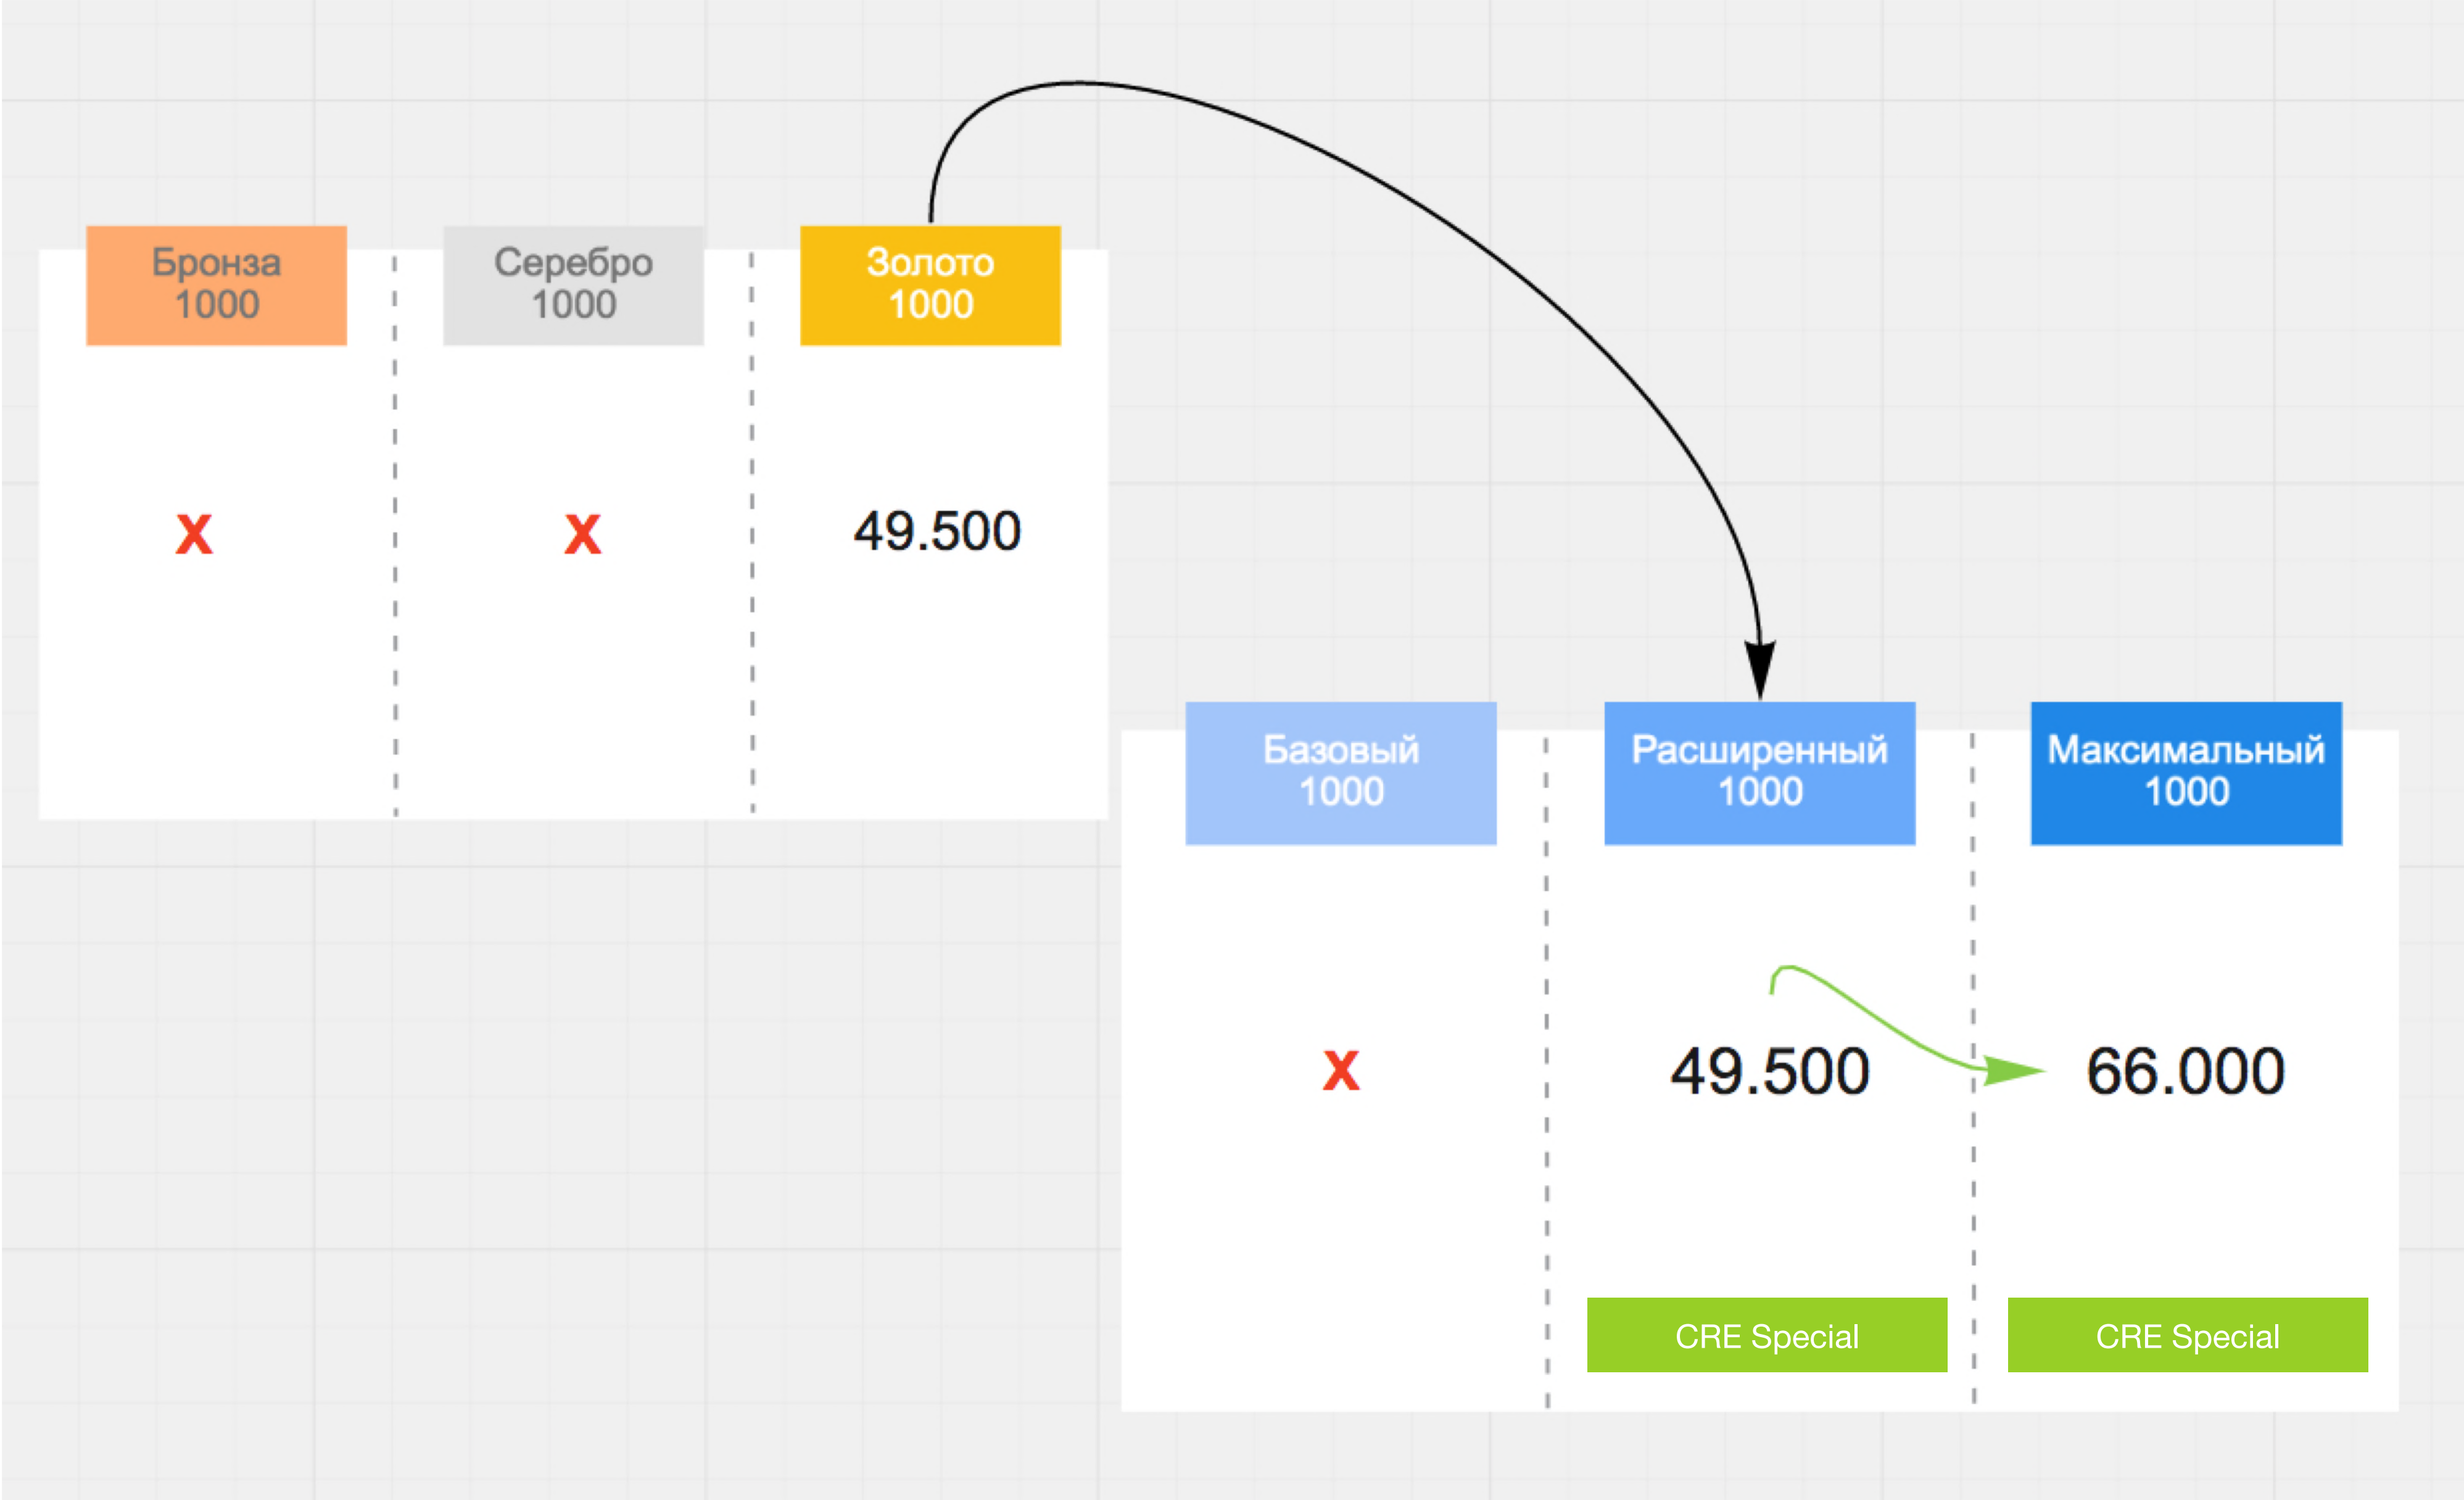 Бронза
1000
Серебро
1000
Золото
1000
X
X
49.500
Базовый
1000
Расширенный
1000
Максимальный
1000
X
49.500
66.000
CRE Special
CRE Special